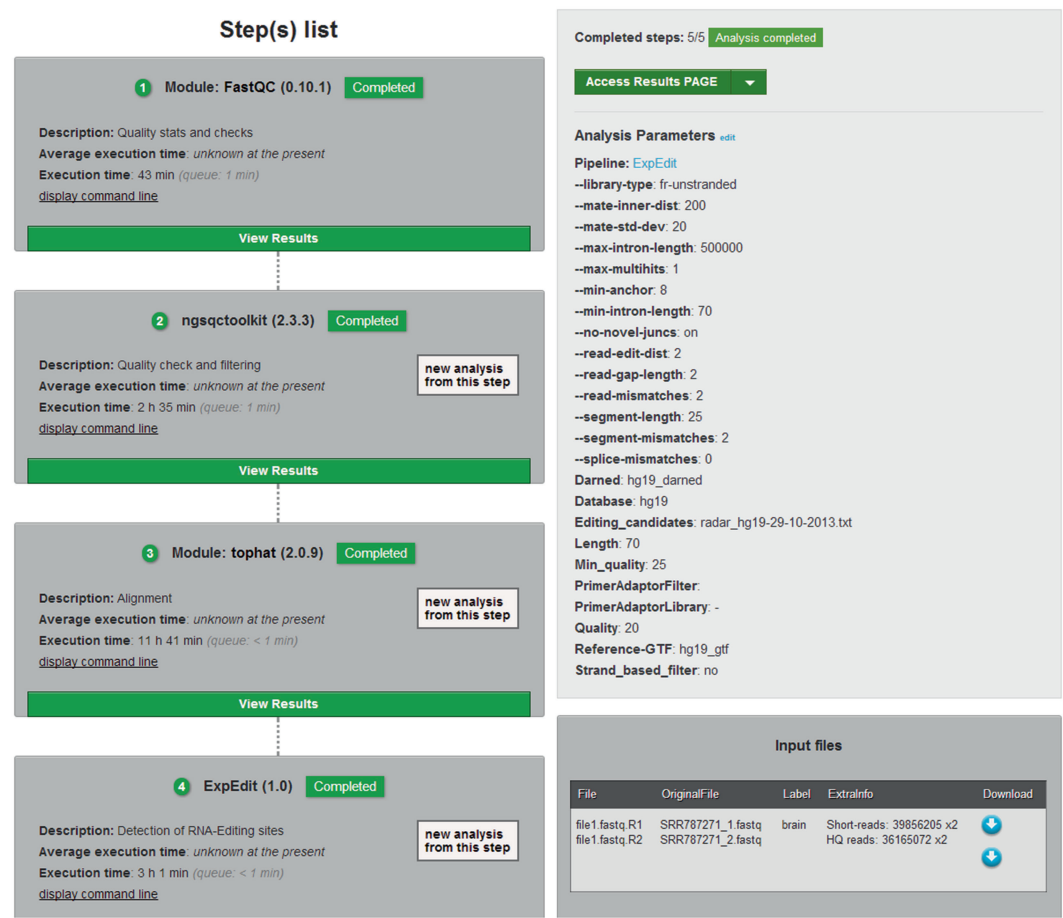 Step(s) list
1 Module: FastQC (0.10.1) Completed
Description: Quality stats and checks
Average execution time: unknown at the present
Execution time: 43 min (queue: 1 min)
display command line
View Results
2 ngsqctoolkit (2.3.3) Completed
Description: Quality check and filtering
Average execution time: unknown at the present
Execution time: 2 h 35 min (queue: 1 min)
display command line
new analysis
from this step
View Results
3 Module: tophat (2.0.9) Completed
Description: Alignment
Average execution time: unknown at the present
Execution time: 11 h 41 min (queue: < 1 min)
display command line
new analysis
from this step
View Results
4 ExpEdit (1.0) Completed
Description: Detection of RNA-Editing sites
Average execution time: unknown at the present
Execution time: 3 h 1 min (queue: < 1 min)
display command line
new analysis
from this step
Completed steps: 5/5 Analysis completed
Access Results PAGE
Analysis Parameters edit
Pipeline: ExpEdit
--library-type: fr-unstranded
--mate-inner-dist: 200
--mate-std-dev: 20
--max-intron-length: 500000
--max-multihits: 1
--min-anchor: 8
--min-intron-length: 70
--no-novel-juncs: on
--read-edit-dist: 2
--read-gap-length: 2
--read-mismatches: 2
--segment-length: 25
--segment-mismatches: 2
--splice-mismatches: 0
Darned: hg19_darned
Database: hg19
Editing_candidates: radar_hg19-29-10-2013.txt
Length: 70
Min_quality: 25
PrimerAdaptorFilter:
PrimerAdaptorLibrary: -
Quality: 20
Reference-GTF: hg19_gtf
Strand_based_filter: no
Input files
File OriginalFile Label ExtraInfo Download
file1.fastq.R1 SRR787271_1.fastq brain Short-reads: 39856205 x2
file1.fastq.R2 SRR787271_2.fastq HQ reads: 36165072 x2